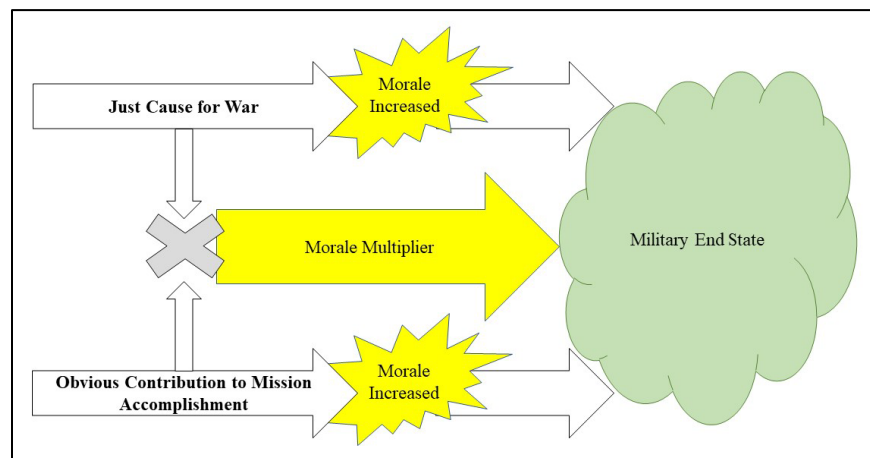 Morale
Increased
Just Cause for War
Morale Multiplier
Military End State
Obvious Contribution to Mission
Accomplishment
Morale
Increased